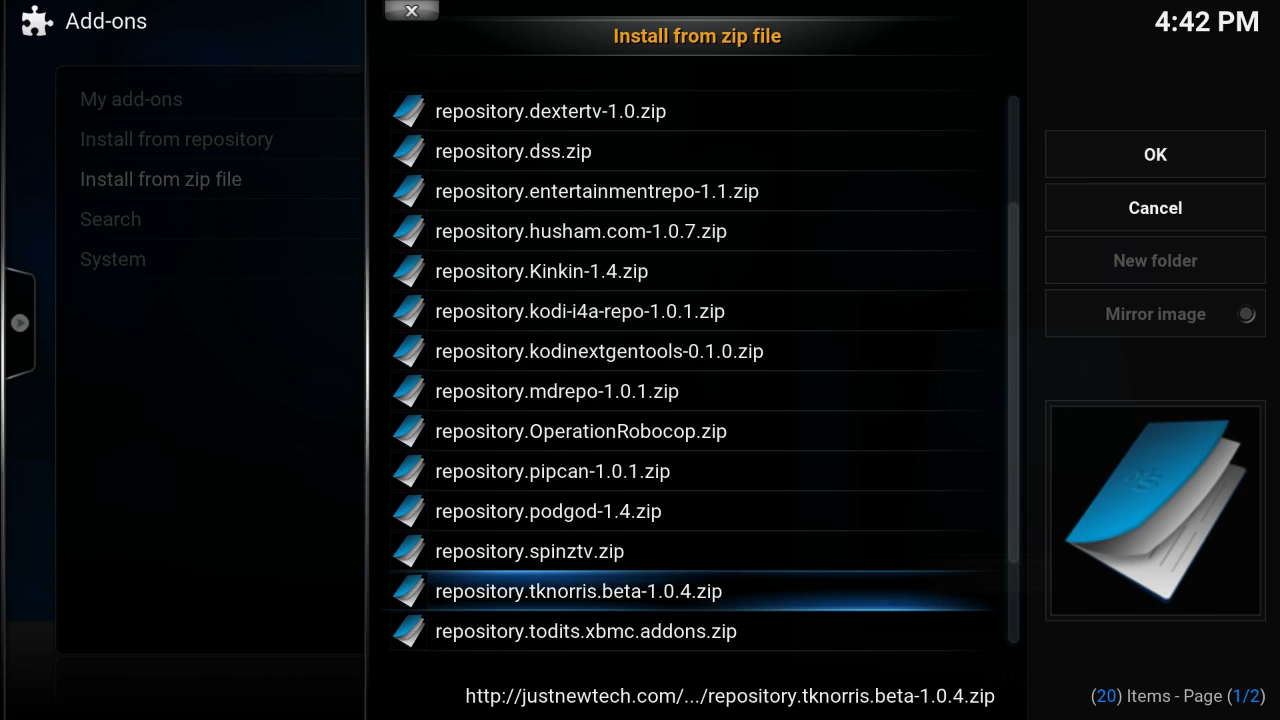 Add-ons
4:42 PM
Install from zip file
My add-ons
Install from repository
Install from zip file
Search
System
repository.dextertv-1.0.zip
repository.dss.zip
repository.entertainmentrepo-1.1.zip
repository.husham.com-1.0.7.zip
repository.Kinkin-1.4.zip
repository.kodi-i4a-repo-1.0.1.zip
repository.kodinextgentools-0.1.0.zip
repository.mdrepo-1.0.1.zip
repository.OperationRobocop.zip
repository.pipcan-1.0.1.zip
repository.podgod-1.4.zip
repository.spinztv.zip
repository.tknorris.beta-1.0.4.zip
repository.todits.xbmc.addons.zip
OK
Cancel
New folder
Mirror image
http://justnewtech.com/.../repository.tknorris.beta-1.0.4.zip
(20) Items - Page (1/2)